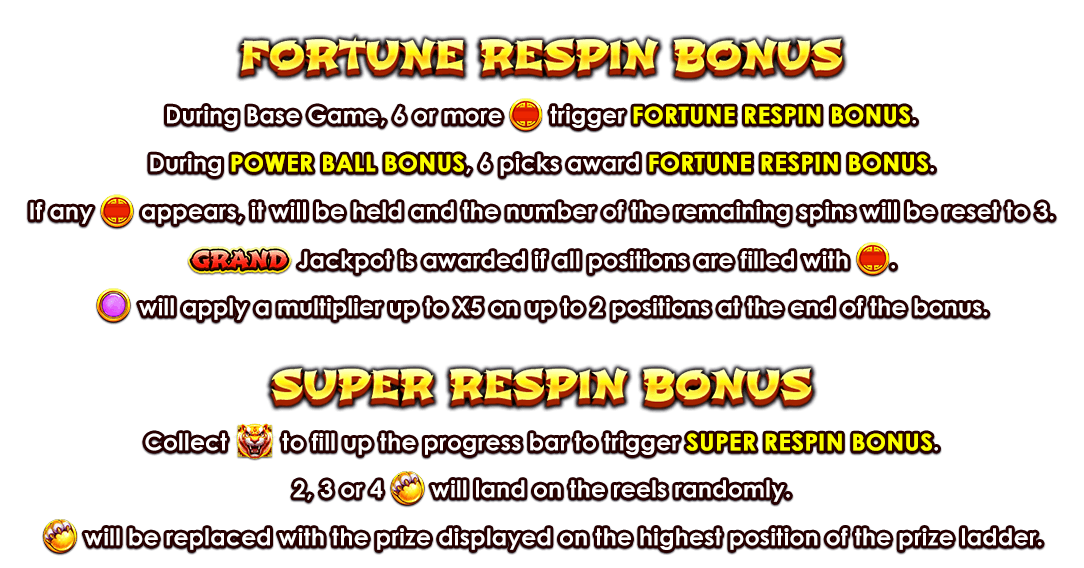 FORTUNE RESPIN BONUS
During Base Game, 6 or more trigger FORTUNE RESPIN BONUS.
During POWER BALL BONUS, 6 picks award FORTUNE RESPIN BONUS.
If any appears, it will be held and the number of the remaining spins will be reset to 3.
GRAND Jackpot is awarded if all positions are filled with .
will apply a multiplier up to X5 on up to 2 positions at the end of the bonus.
SUPER RESPIN BONUS
Collect to fill up the progress bar to trigger SUPER RESPIN BONUS.
2, 3 or 4 will land on the reels randomly.
will be replaced with the prize displayed on the highest position of the prize ladder.